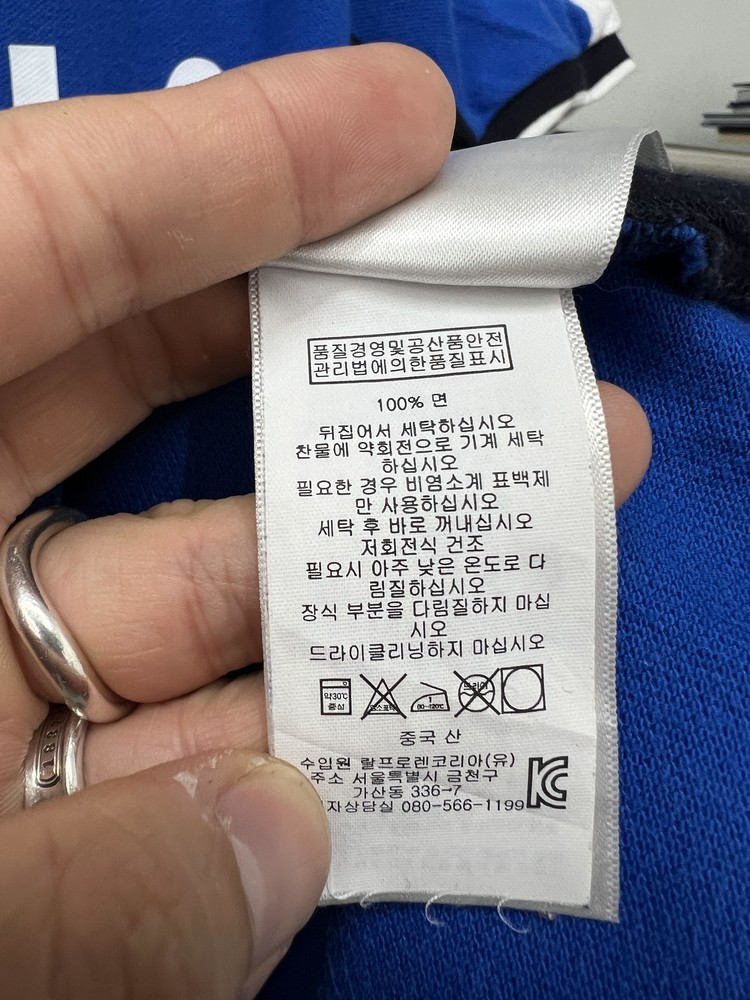 품질경영및공산품안전
관리법에의한품질표시
100% 면
뒤집어서 세탁하십시오
찬물에 약회전으로 기계 세탁
하십시오
필요한 경우 비염소계 표백제
만 사용하십시오
세탁 후 바로 꺼내십시오
저회전식 건조
필요시 아주 낮은 온도로 다
림질하십시오
장식 부분을 다림질하지 마십
시오
드라이클리닝하지 마십시오
약30℃
중성
드라이
중국 산
수입원 랄프로렌코리아(유)
주소 서울특별시 금천구
가산동 336-7
자상담실 080-566-1199
KC